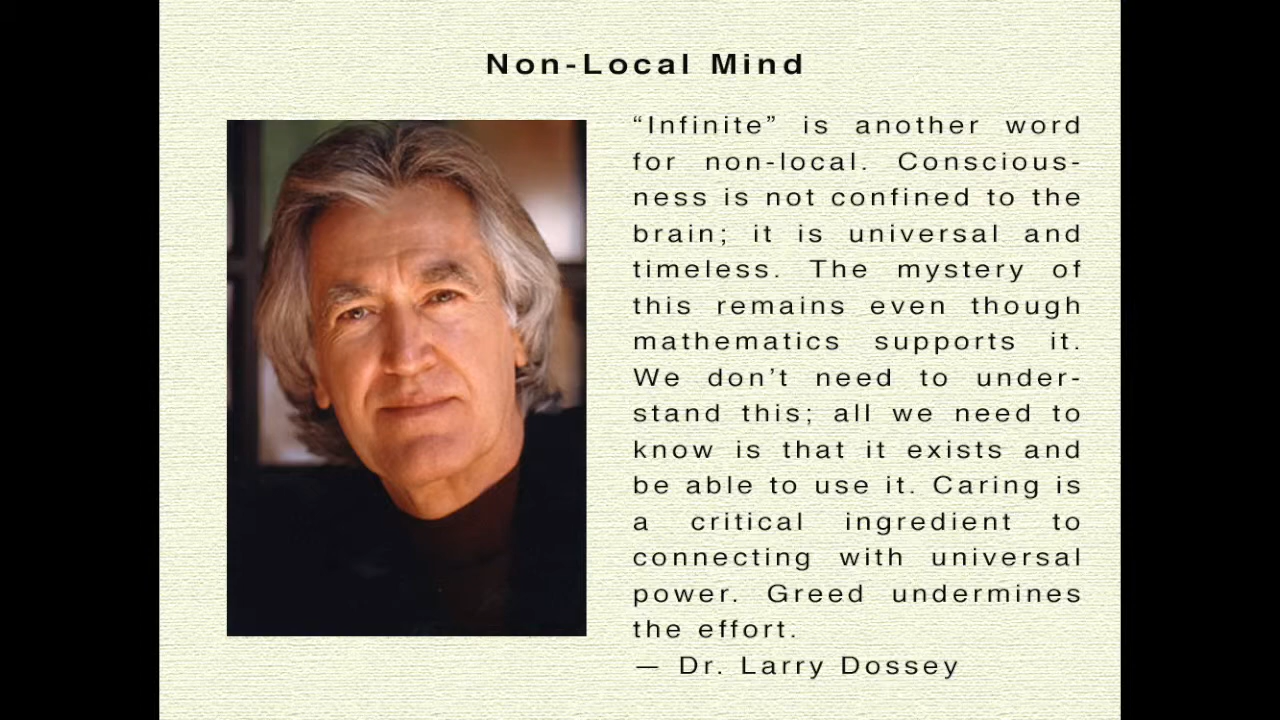 Non-Local Mind
“Infinite” is another word
for non-local. Conscious-
ness is not confined to the
brain; it is universal and
timeless. The mystery of
this remains even though
mathematics supports it.
We don’t need to under-
stand this; all we need to
know is that it exists and
be able to use it. Caring is
a critical ingredient to
connecting with universal
power. Greed undermines
the effort.
— Dr. Larry Dossey